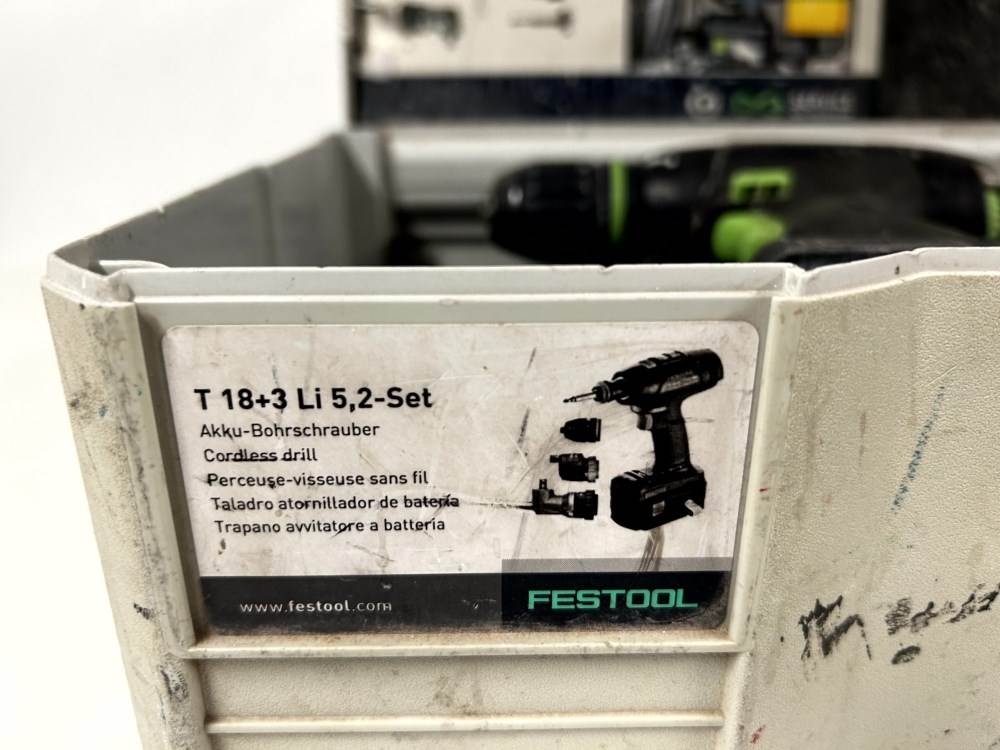 T 18+3 Li 5,2-Set
Akku-Bohrschrauber
Cordless drill
Perceuse-visseuse sans fil
Taladro atornillador de batería
Trapano avvitatore a batteria
www.festool.com
FESTOOL